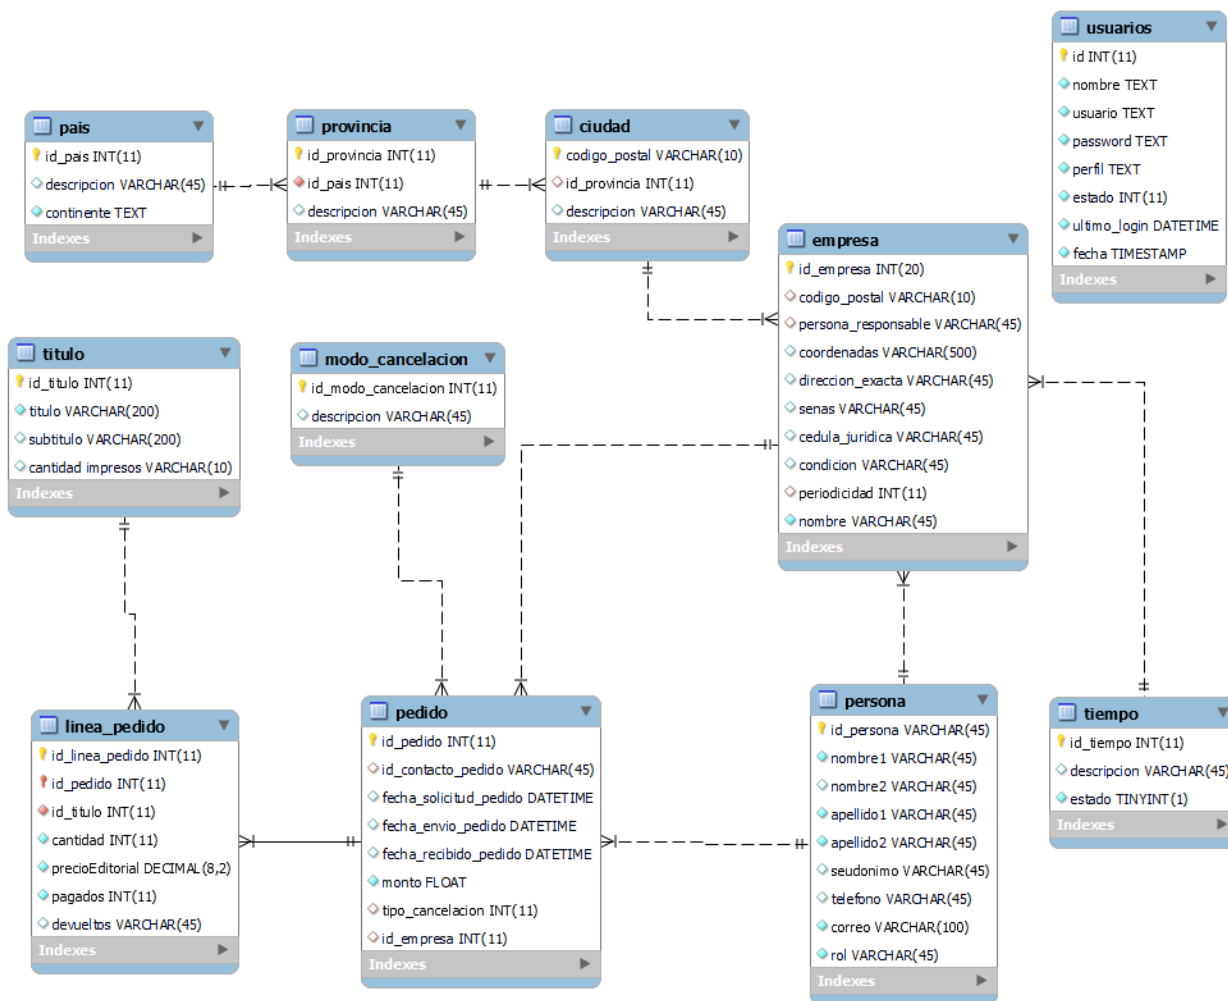 usuarios
id INT(11)
nombre TEXT
usuario TEXT
password TEXT
perfil TEXT
estado INT(11)
ultimo_login DATETIME
fecha TIMESTAMP
Indexes
pais
id_pais INT(11)
descripcion VARCHAR(45)
continente TEXT
Indexes
provincia
id_provincia INT(11)
id_pais INT(11)
descripcion VARCHAR(45)
Indexes
ciudad
codigo_postal VARCHAR(10)
id_provincia INT(11)
descripcion VARCHAR(45)
Indexes
empresa
id_empresa INT(20)
codigo_postal VARCHAR(10)
persona_responsable VARCHAR(45)
coordenadas VARCHAR(500)
direccion_exacta VARCHAR(45)
senas VARCHAR(45)
cedula_juridica VARCHAR(45)
condicion VARCHAR(45)
periodicidad INT(11)
nombre VARCHAR(45)
Indexes
titulo
id_titulo INT(11)
titulo VARCHAR(200)
subtitulo VARCHAR(200)
cantidad impresos VARCHAR(10)
Indexes
modo_cancelacion
id_modo_cancelacion INT(11)
descripcion VARCHAR(45)
Indexes
linea_pedido
id_linea_pedido INT(11)
id_pedido INT(11)
id_titulo INT(11)
cantidad INT(11)
precioEditorial DECIMAL(8,2)
pagados INT(11)
devueltos VARCHAR(45)
Indexes
pedido
id_pedido INT(11)
id_contacto_pedido VARCHAR(45)
fecha_solicitud_pedido DATETIME
fecha_envio_pedido DATETIME
fecha_recibido_pedido DATETIME
monto FLOAT
tipo_cancelacion INT(11)
id_empresa INT(11)
Indexes
persona
id_persona VARCHAR(45)
nombre1 VARCHAR(45)
nombre2 VARCHAR(45)
apellido1 VARCHAR(45)
apellido2 VARCHAR(45)
seudonimo VARCHAR(45)
telefono VARCHAR(45)
correo VARCHAR(100)
rol VARCHAR(45)
Indexes
tiempo
id_tiempo INT(11)
descripcion VARCHAR(45)
estado TINYINT(1)
Indexes